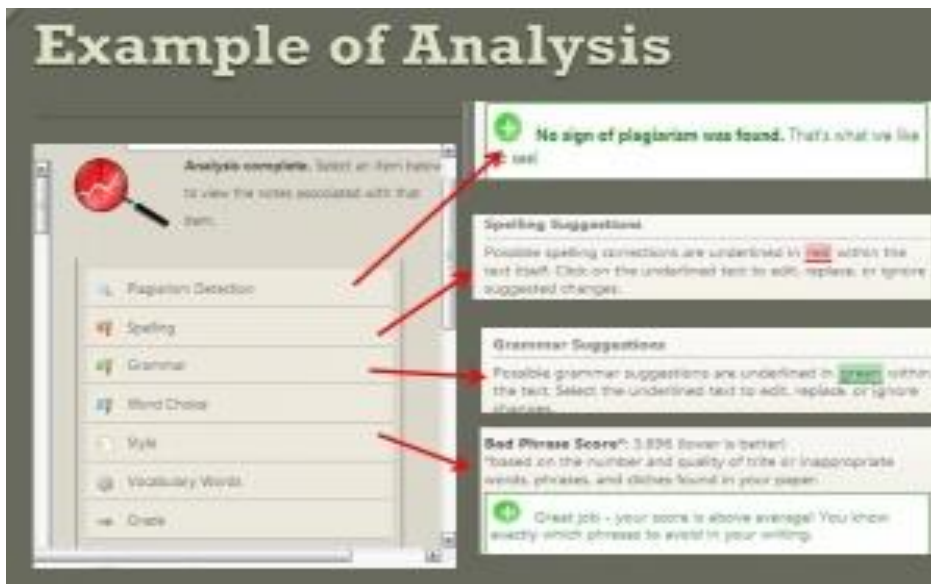 Example of Analysis
Analysis complete. Select an item below
to view the notes associated with that
item.
Plagiarism Detection
Spelling
Grammar
Word Choice
Style
Vocabulary Words
Grade
No sign of plagiarism was found. That's what we like
see!
Spelling Suggestions
Possible spelling corrections are underlined in red within the
text itself. Click on the underlined text to edit, replace, or ignore
suggested changes.
Grammar Suggestions
Possible grammar suggestions are underlined in green within
the text. Select the underlined text to edit, replace, or ignore
changes.
Bad Phrase Score*: 3.896 (lower is better)
*based on the number and quality of trite or inappropriate
words, phrases, and cliches found in your paper.
Great job - your score is above average! You know
exactly which phrases to avoid in your writing.